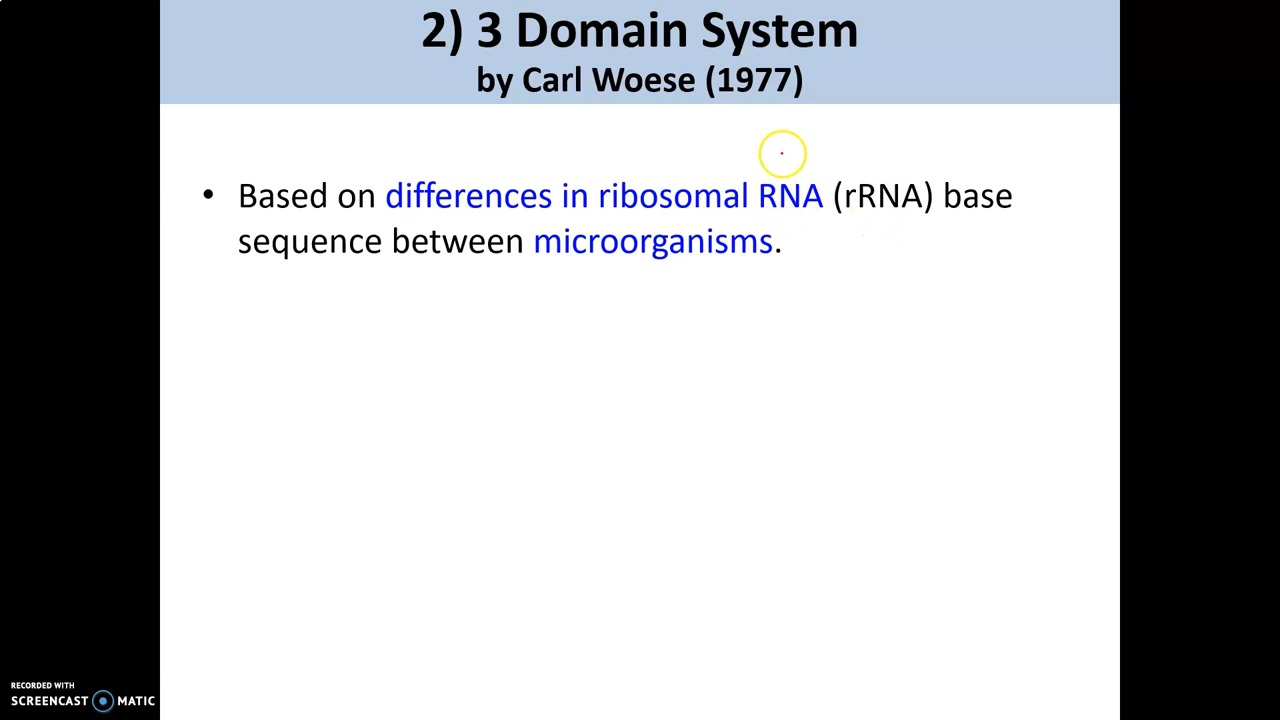 2) 3 Domain System
by Carl Woese (1977)
• Based on differences in ribosomal RNA (rRNA) base
sequence between microorganisms.
RECORDED WITH
SCREENCAST MATIC